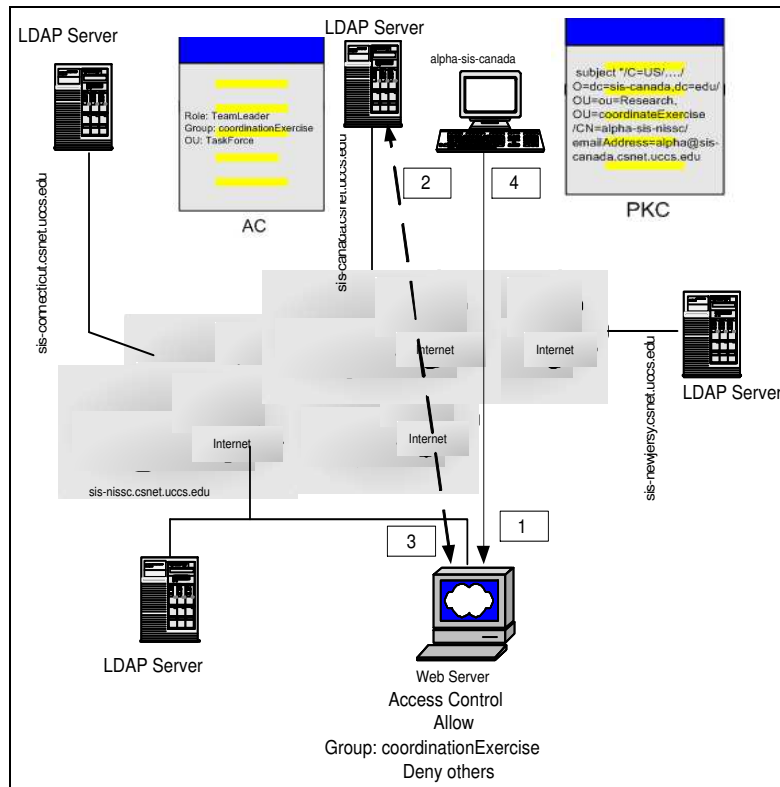 LDAP Server
LDAP Server
alpha-sis-canada
Role: TeamLeader
Group: coordinationExercise
OU: TaskForce
AC
subject "/C=US/..../
O=dc=sis-canada,dc=edu/
OU=ou=Research,
OU=coordinateExercise
/CN=alpha-sis-nissc/
emailAddress=alpha@sis-
canada.csnet.uccs.edu
PKC
2
4
sis-connecticut.csnet.uccs.edu
sis-canada.csnet.uccs.edu
Internet
Internet
LDAP Server
sis-newjersy.csnet.uccs.edu
Internet
Internet
sis-nissc.csnet.uccs.edu
3
1
LDAP Server
Web Server
Access Control
Allow
Group: coordinationExercise
Deny others